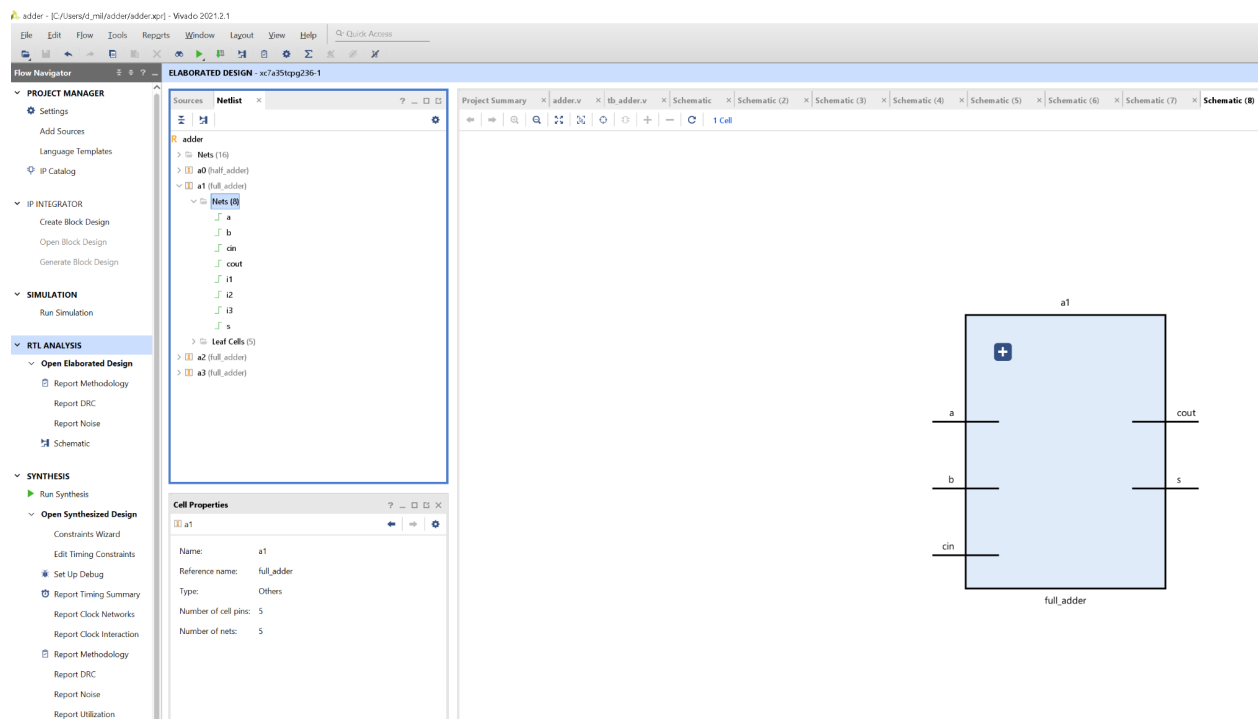 adder - [C:/Users/d_mil/adder/adder.xpr] - Vivado 2021.2.1
File Edit Flow Tools Reports Window Layout View Help Quick Access
Flow Navigator
ELABORATED DESIGN - xc7a35tcpg236-1
PROJECT MANAGER
Settings
Add Sources
Language Templates
IP Catalog
IP INTEGRATOR
Create Block Design
Open Block Design
Generate Block Design
SIMULATION
Run Simulation
RTL ANALYSIS
Open Elaborated Design
Report Methodology
Report DRC
Report Noise
Schematic
SYNTHESIS
Run Synthesis
Open Synthesized Design
Constraints Wizard
Edit Timing Constraints
Set Up Debug
Report Timing Summary
Report Clock Networks
Report Clock Interaction
Report Methodology
Report DRC
Report Noise
Report Utilization
Sources Netlist
R adder
Nets (16)
a0 (half_adder)
a1 (full_adder)
Nets (8)
a
b
cin
cout
i1
i2
i3
s
Leaf Cells (5)
a2 (full_adder)
a3 (full_adder)
Cell Properties
a1
Name: a1
Reference name: full_adder
Type: Others
Number of cell pins: 5
Number of nets: 5
Project Summary adder.v tb_adder.v Schematic Schematic (2) Schematic (3) Schematic (4) Schematic (5) Schematic (6) Schematic (7) Schematic (8)
1 Cell
a1
a
cout
b
s
cin
full_adder